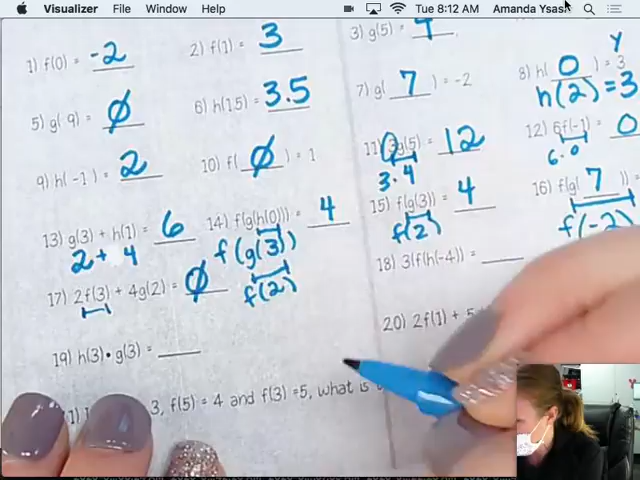 Visualizer File Window Help Tue 8:12 AM Amanda Ysasi
1) f(0) = -2
2) f(1) = 3
3) g(5) = 4
5) g(9) = Ø
6) h(1.5) = 3.5
7) g( 7 ) = -2
8) h( 0 ) = 3
h(2) = 3
9) h(-1) = 2
10) f( Ø ) = 1
11) 3g(5) = 12
3·4
12) 6f(-1) = 0
6·0
13) g(3) + h(1) = 6
2 + 4
14) f(g(h(0))) = 4
f(g(3))
f(2)
15) f(g(3)) = 4
f(2)
16) f(g( 7 )) =
f(-2)
17) 2f(3) + 4g(2) = Ø
18) 3(f(h(-4)) = ____
19) h(3)•g(3) = ____
20) 2f(1) + 5
3, f(5) = 4 and f(3) =5, what is